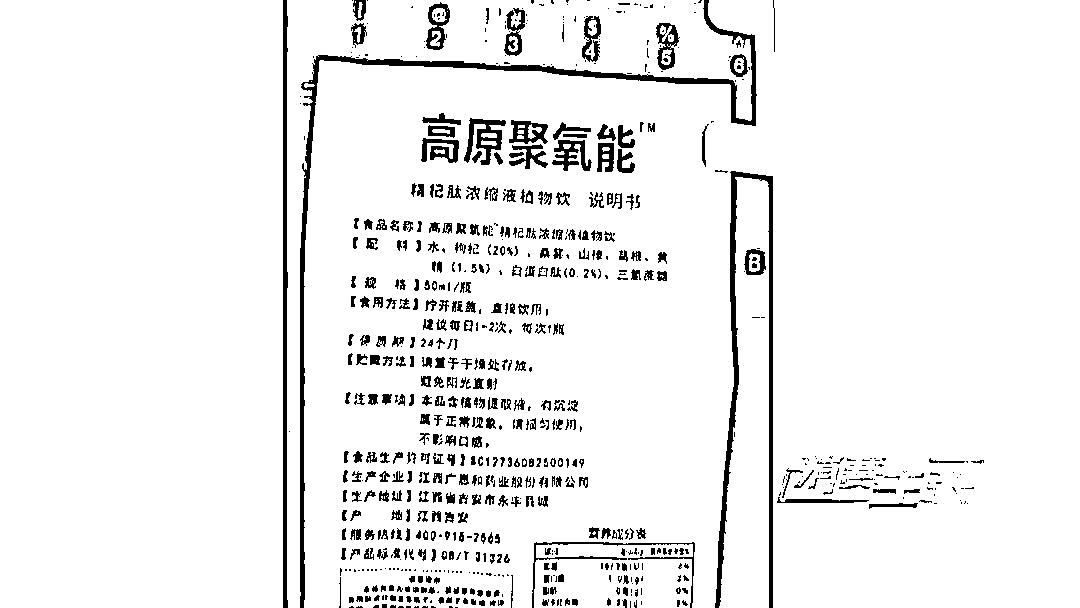 1 2 3 4 5 6
高原聚氧能™
精杞肽浓缩液植物饮 说明书
【食品名称】高原聚氧能™精杞肽浓缩液植物饮
【配 料】水、枸杞（20%）、桑葚、山楂、葛根、黄
精（1.5%）、白蛋白肽（0.2%）、三氯蔗糖
【规 格】50ml/瓶
【食用方法】拧开瓶盖，直接饮用；
建议每日1-2次，每次1瓶
【保质期】24个月
【贮藏方法】请置于干燥处存放，
避免阳光直射
【注意事项】本品含植物提取液，有沉淀
属于正常现象，请摇匀使用，
不影响口感。
【食品生产许可证号】SC12736082500149
【生产企业】江西广恩和药业股份有限公司
【生产地址】江西省吉安市永丰县城
【产 地】江西吉安
【服务热线】400-915-7565
【产品标准代号】GB/T 31326
营养成分表
8